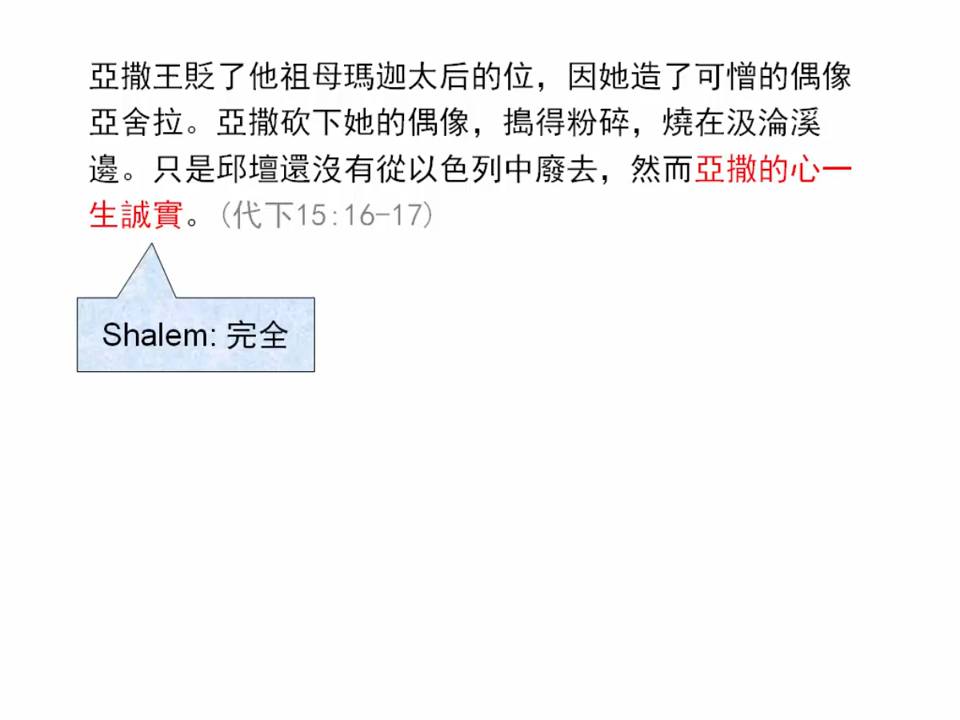 亞撒王貶了他祖母瑪迦太后的位，因她造了可憎的偶像
亞舍拉。亞撒砍下她的偶像，搗得粉碎，燒在汲淪溪
邊。只是邱壇還沒有從以色列中廢去，然而亞撒的心一
生誠實。(代下15:16-17)
Shalem: 完全